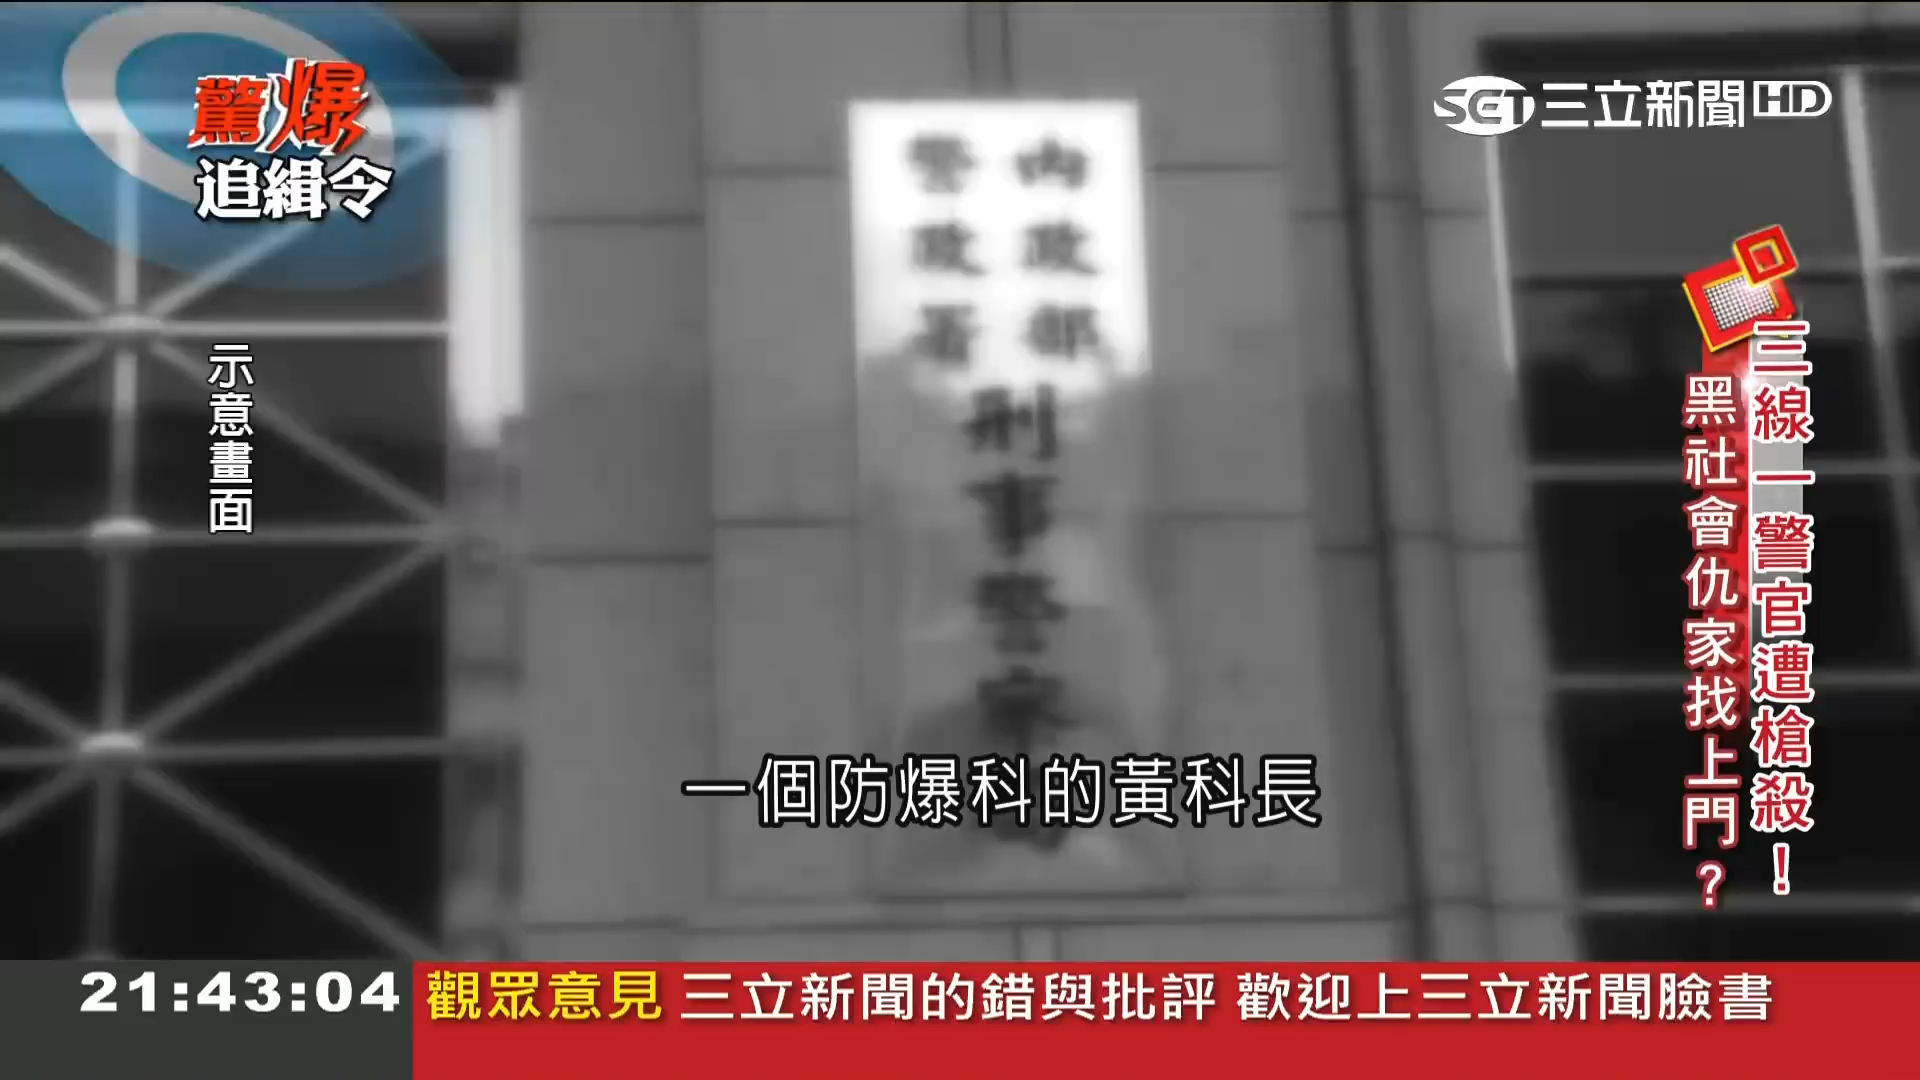 驚爆
追緝令
SET三立新聞HD
內政部
警政署
刑事警察
示意畫面
三線一警官遭槍殺！
黑社會仇家找上門？
一個防爆科的黃科長
21:43:04
觀眾意見 三立新聞的錯與批評 歡迎上三立新聞臉書